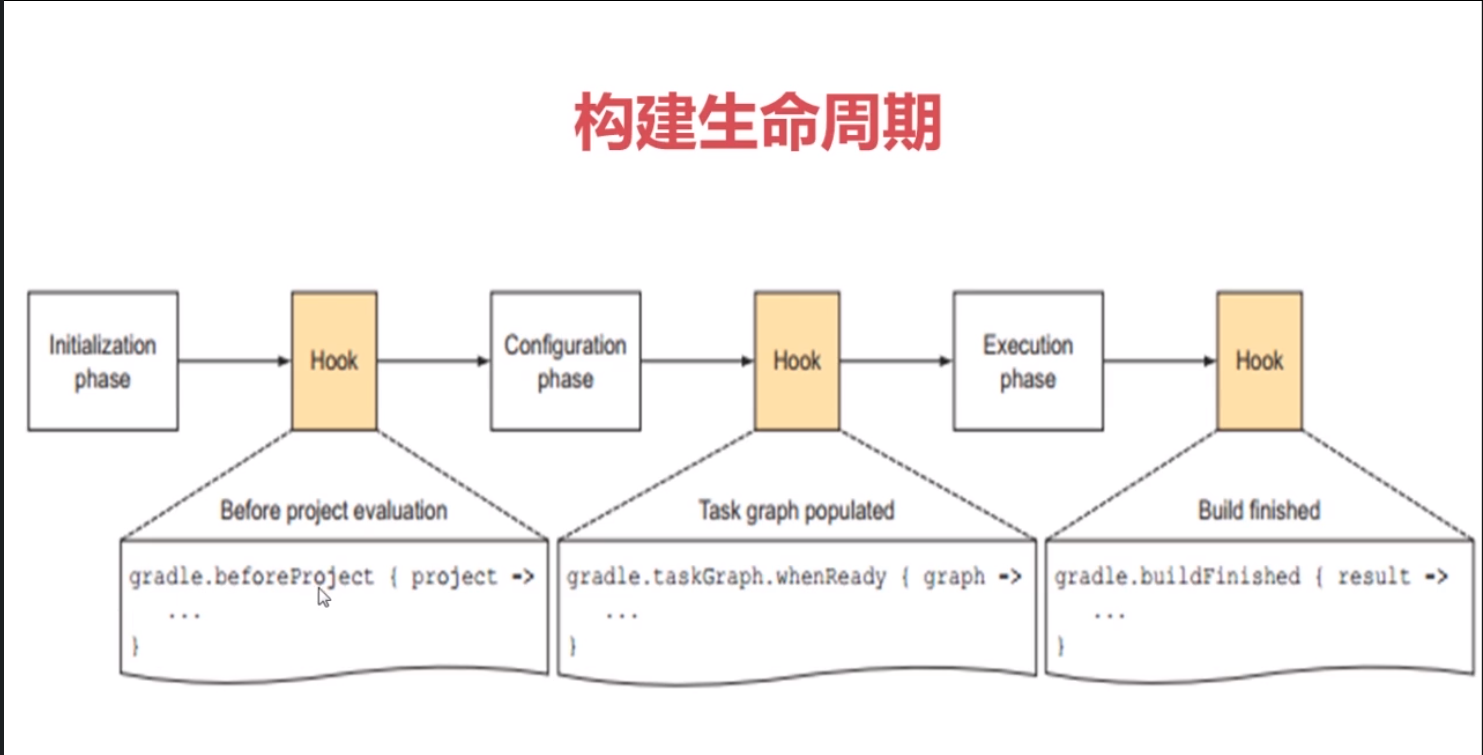 构建生命周期
Initialization
phase
Hook
Configuration
phase
Hook
Execution
phase
Hook
Before project evaluation
gradle.beforeProject { project ->
...
}
Task graph populated
gradle.taskGraph.whenReady { graph ->
...
}
Build finished
gradle.buildFinished { result ->
...
}